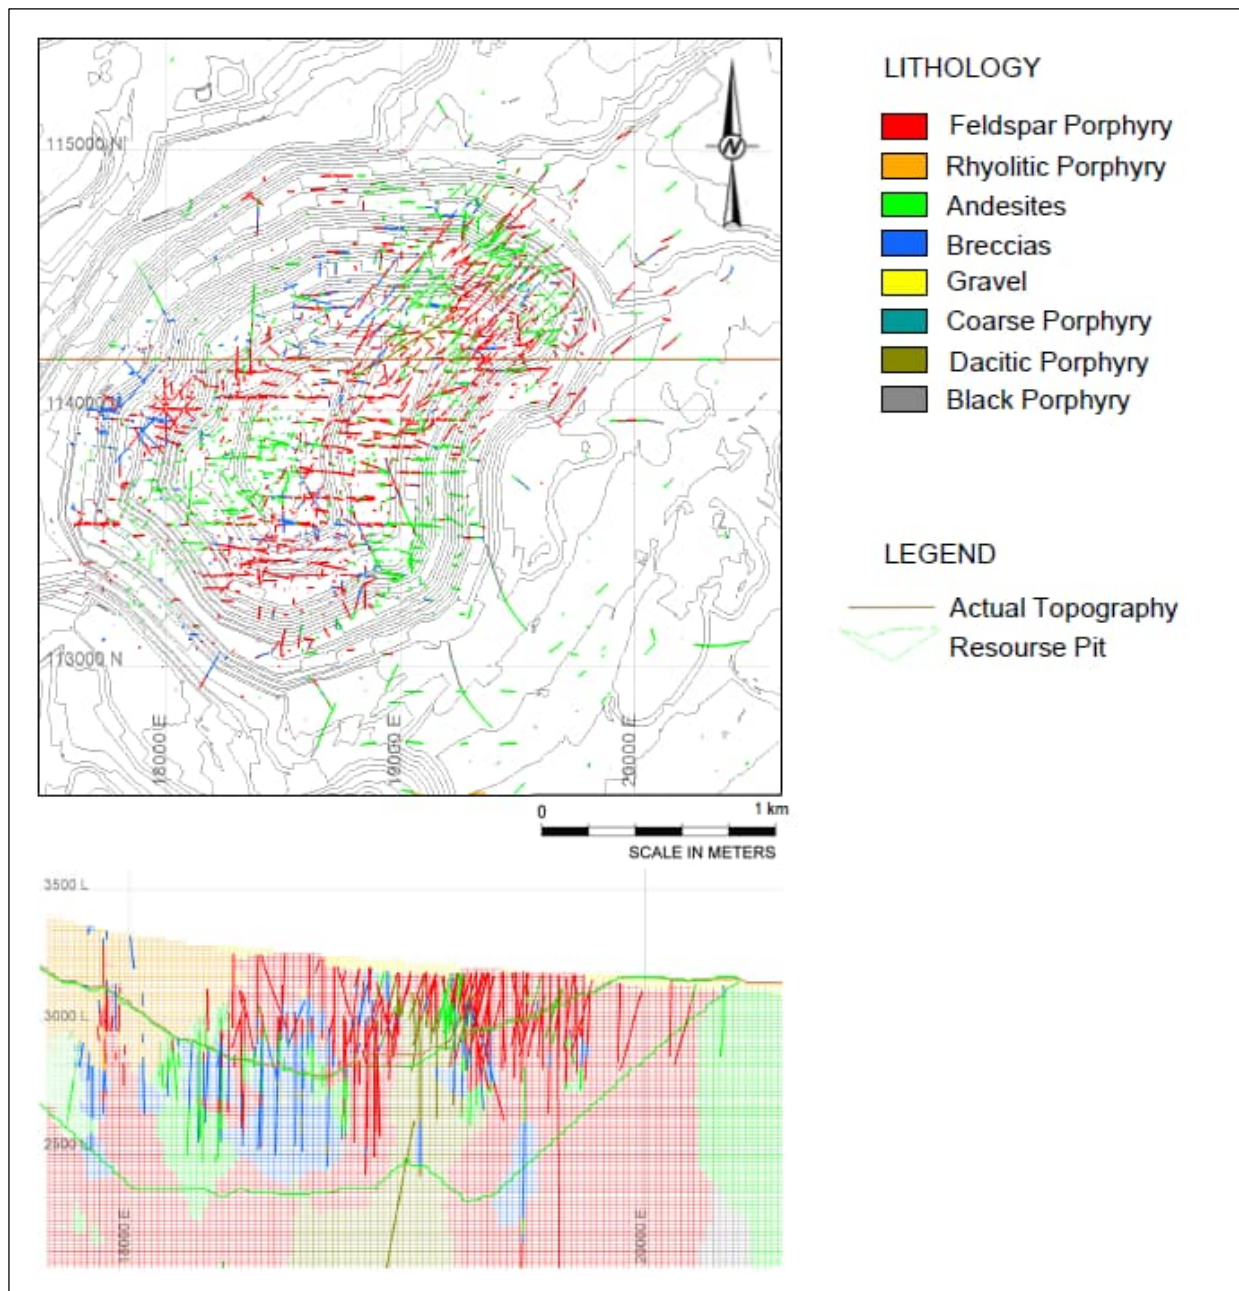 LITHOLOGY
Feldspar Porphyry
Rhyolitic Porphyry
Andesites
Breccias
Gravel
Coarse Porphyry
Dacitic Porphyry
Black Porphyry
LEGEND
Actual Topography
Resourse Pit
N
115000 N
114000 N
113000 N
18000 E
19000 E
20000 E
0 1 km
SCALE IN METERS
3500 L
3000 L
2500 L
18000 E
20000 E